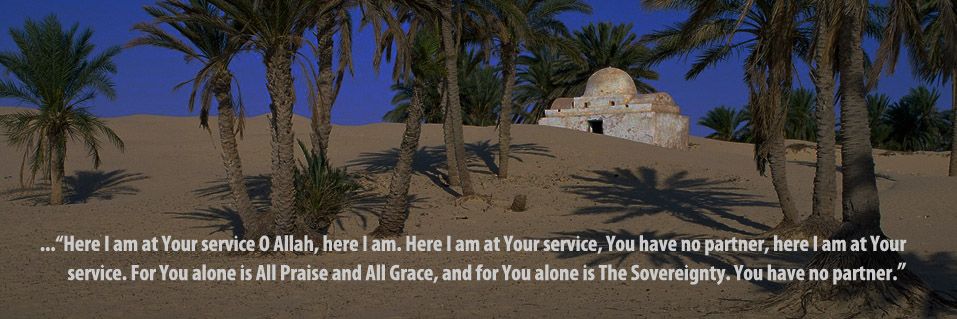 ...“Here I am at Your service O Allah, here I am. Here I am at Your service, You have no partner, here I am at Your
service. For You alone is All Praise and All Grace, and for You alone is The Sovereignty. You have no partner.”